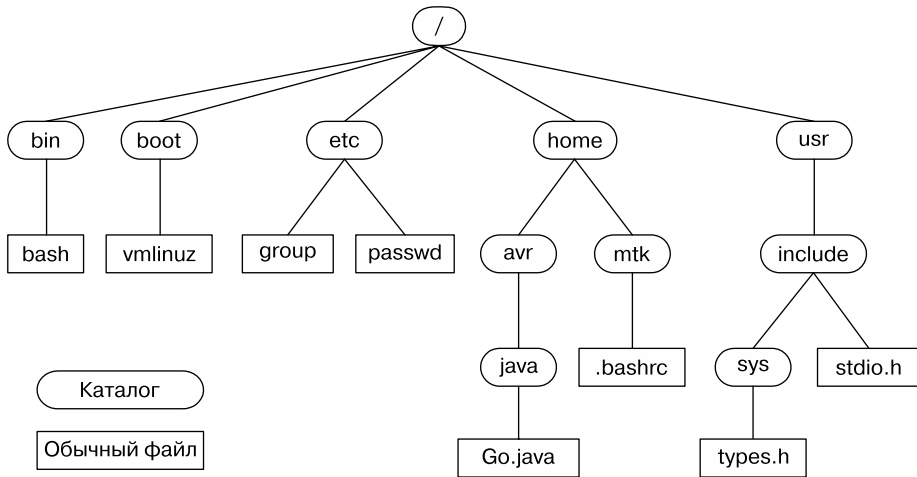 /
bin
boot
etc
home
usr
bash
vmlinuz
group
passwd
avr
mtk
include
java
.bashrc
sys
stdio.h
Каталог
Обычный файл
Go.java
types.h